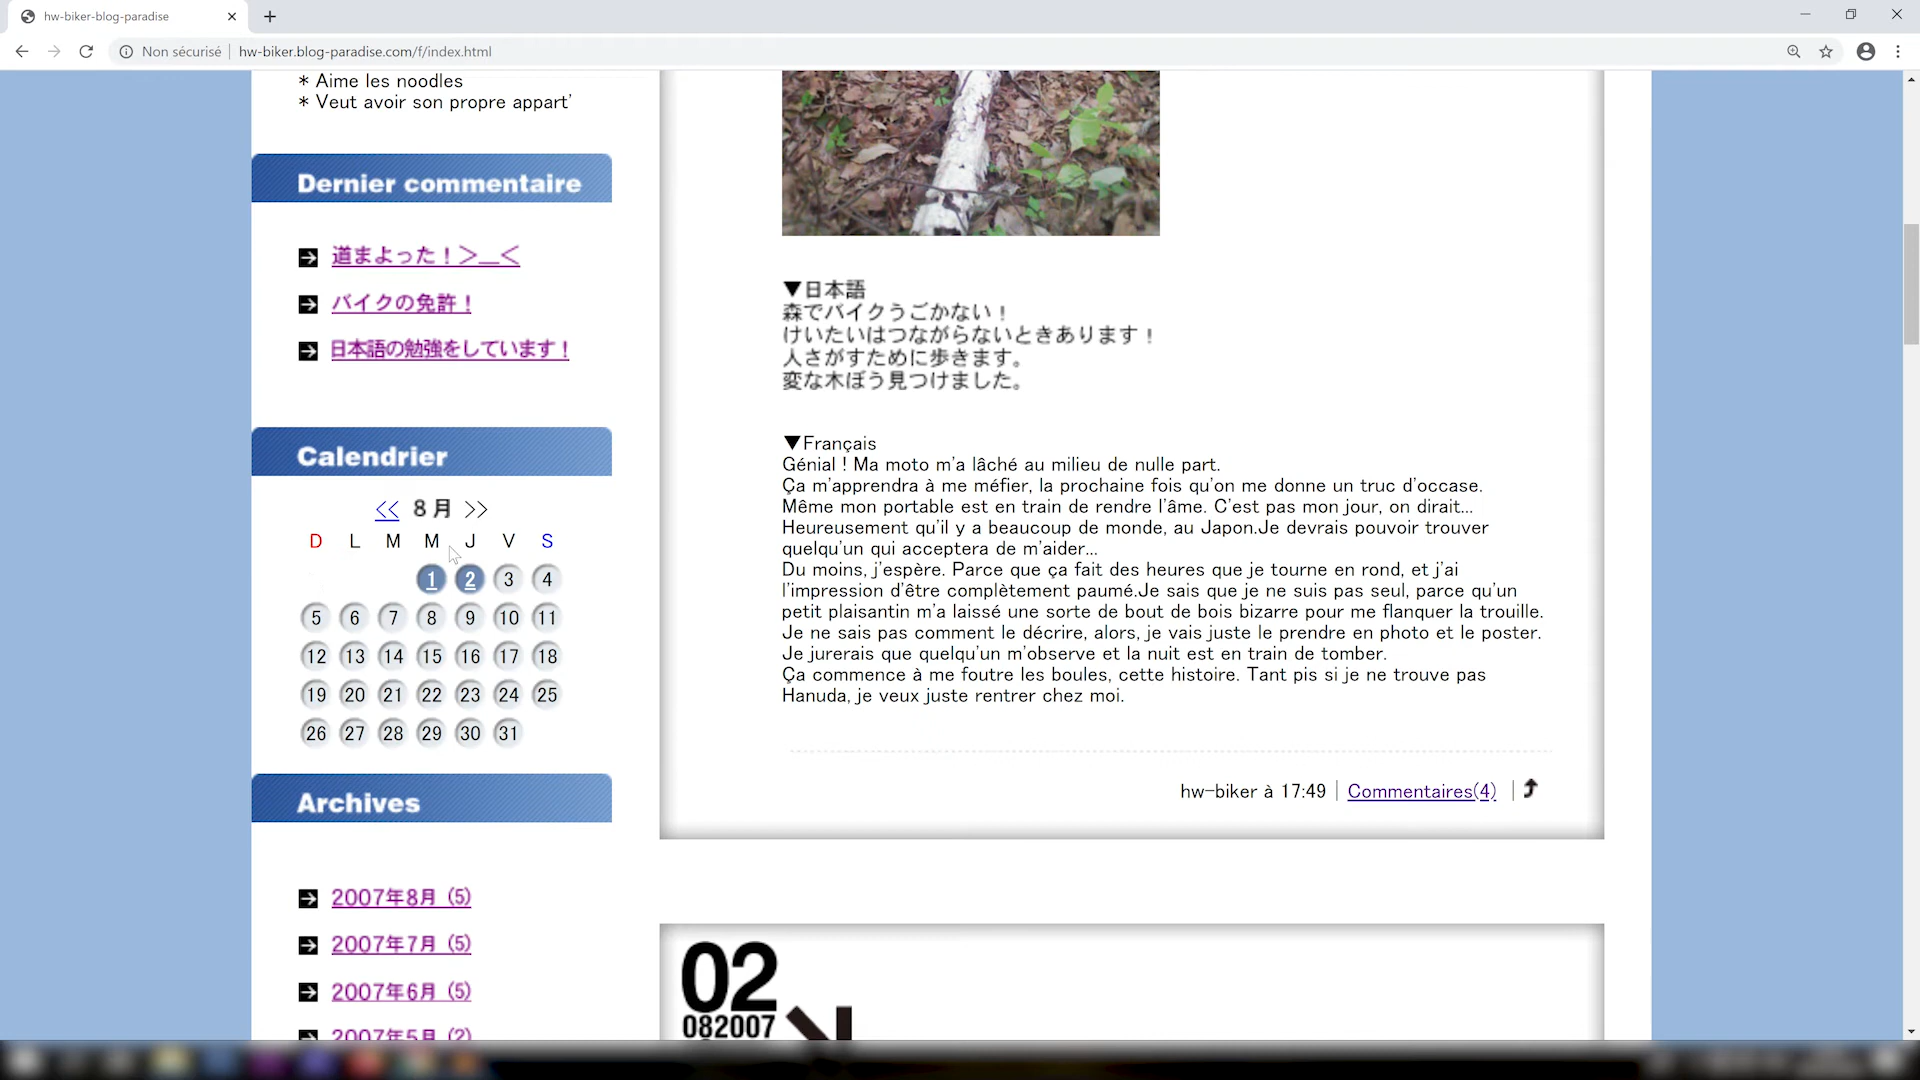 hw-biker-blog-paradise
Non sécurisé
hw-biker.blog-paradise.com/f/index.html
* Aime les noodles
* Veut avoir son propre appart'
Dernier commentaire
道まよった！＞＿＜
バイクの免許！
日本語の勉強をしています！
Calendrier
<< 8月 >>
D L M M J V S
1 2 3 4
5 6 7 8 9 10 11
12 13 14 15 16 17 18
19 20 21 22 23 24 25
26 27 28 29 30 31
Archives
2007年8月 (5)
2007年7月 (5)
2007年6月 (5)
2007年5月 (2)
▼日本語
森でバイクうごかない！
けいたいはつながらないときあります！
人さがすために歩きます。
変な木ぼう見つけました。
▼Français
Génial ! Ma moto m'a lâché au milieu de nulle part.
Ça m'apprendra à me méfier, la prochaine fois qu'on me donne un truc d'occase.
Même mon portable est en train de rendre l'âme. C'est pas mon jour, on dirait...
Heureusement qu'il y a beaucoup de monde, au Japon.Je devrais pouvoir trouver
quelqu'un qui acceptera de m'aider...
Du moins, j'espère. Parce que ça fait des heures que je tourne en rond, et j'ai
l'impression d'être complètement paumé.Je sais que je ne suis pas seul, parce qu'un
petit plaisantin m'a laissé une sorte de bout de bois bizarre pour me flanquer la trouille.
Je ne sais pas comment le décrire, alors, je vais juste le prendre en photo et le poster.
Je jurerais que quelqu'un m'observe et la nuit est en train de tomber.
Ça commence à me foutre les boules, cette histoire. Tant pis si je ne trouve pas
Hanuda, je veux juste rentrer chez moi.
hw-biker à 17:49 | Commentaires(4) |
02
082007